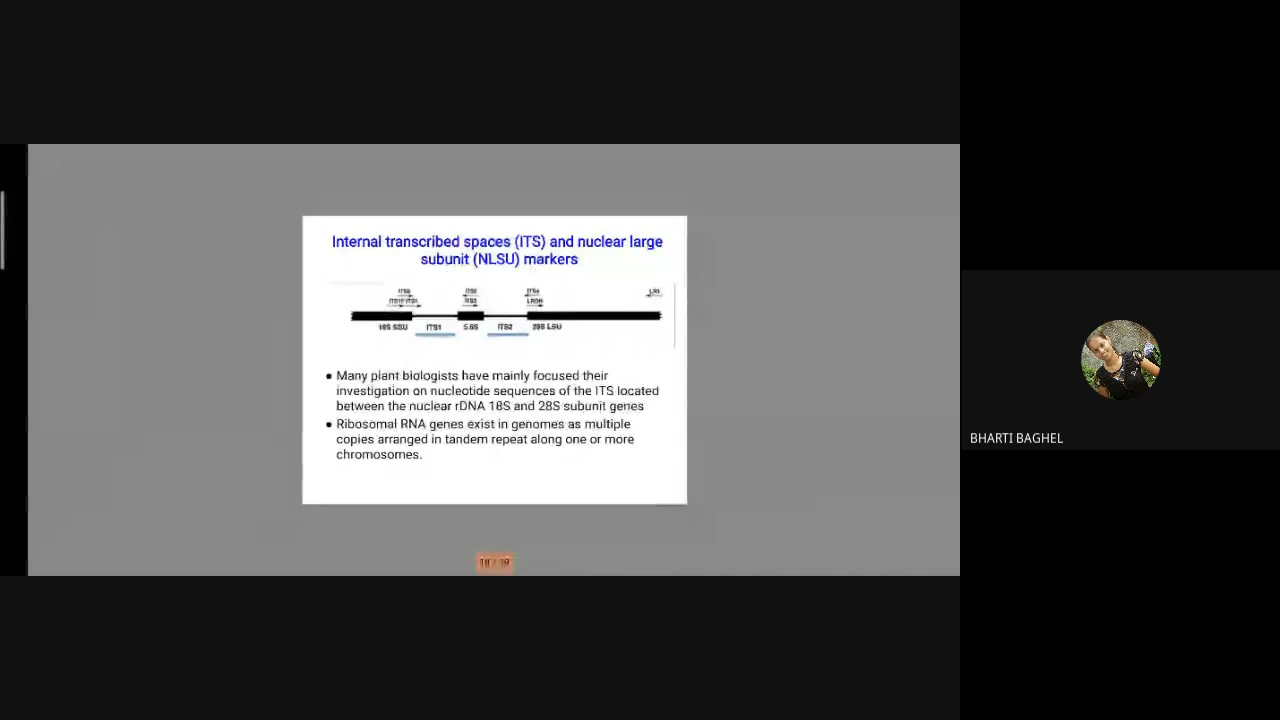 Internal transcribed spaces (ITS) and nuclear large
subunit (NLSU) markers
ITS4
18S SSU ITS1 5.8S ITS2 28S LSU
• Many plant biologists have mainly focused their
investigation on nucleotide sequences of the ITS located
between the nuclear rDNA 18S and 28S subunit genes
• Ribosomal RNA genes exist in genomes as multiple
copies arranged in tandem repeat along one or more
chromosomes.
BHARTI BAGHEL